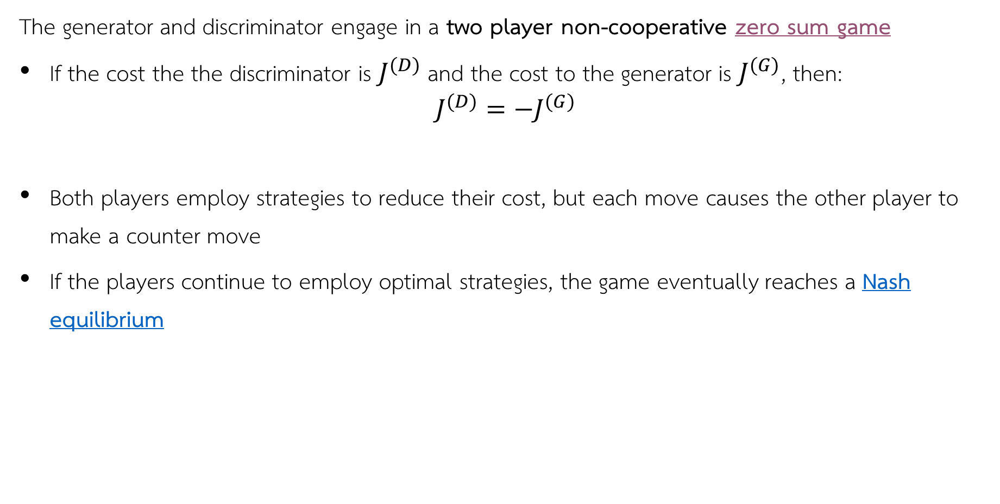 The generator and discriminator engage in a two player non-cooperative zero sum game
• If the cost the the discriminator is J^(D) and the cost to the generator is J^(G), then:
J^(D) = −J^(G)
• Both players employ strategies to reduce their cost, but each move causes the other player to
make a counter move
• If the players continue to employ optimal strategies, the game eventually reaches a Nash
equilibrium